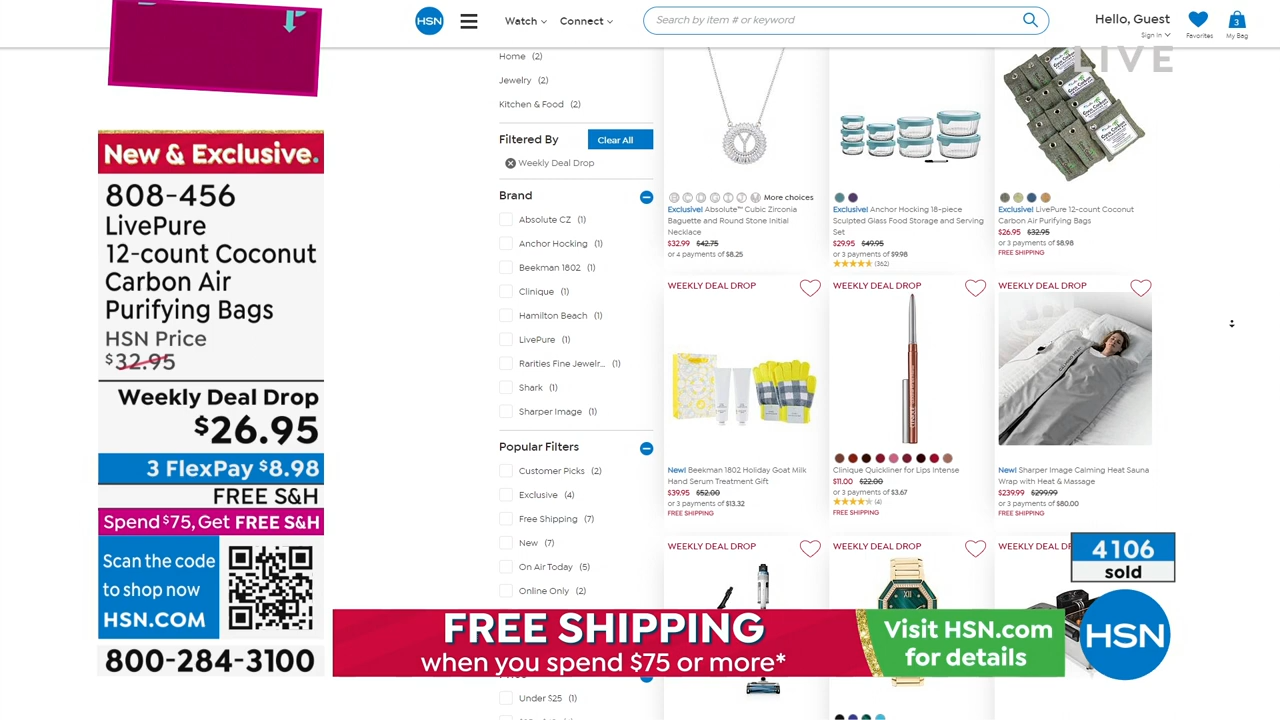 HSN
Watch
Connect
Search by item # or keyword
Hello, Guest
Sign in
Favorites
3
My Bag
LIVE
New & Exclusive.
808-456
LivePure
12-count Coconut
Carbon Air
Purifying Bags
HSN Price
$32.95
Weekly Deal Drop
$26.95
3 FlexPay $8.98
FREE S&H
Spend $75, Get FREE S&H
Scan the code
to shop now
HSN.COM
800-284-3100
Home (2)
Jewelry (2)
Kitchen & Food (2)
Filtered By
Clear All
Weekly Deal Drop
Brand
Absolute CZ (1)
Anchor Hocking (1)
Beekman 1802 (1)
Clinique (1)
Hamilton Beach (1)
LivePure (1)
Rarities Fine Jewelr... (1)
Shark (1)
Sharper Image (1)
Popular Filters
Customer Picks (2)
Exclusive (4)
Free Shipping (7)
New (7)
On Air Today (5)
Online Only (2)
Under $25 (1)
More choices
Exclusive! Absolute™ Cubic Zirconia
Baguette and Round Stone Initial
Necklace
$32.99 $42.75
or 4 payments of $8.25
Exclusive! Anchor Hocking 18-piece
Sculpted Glass Food Storage and Serving
Set
$29.95 $49.95
or 3 payments of $9.98
(362)
Exclusive! LivePure 12-count Coconut
Carbon Air Purifying Bags
$26.95 $32.95
or 3 payments of $8.98
FREE SHIPPING
WEEKLY DEAL DROP
New! Beekman 1802 Holiday Goat Milk
Hand Serum Treatment Gift
$39.95 $52.00
or 3 payments of $13.32
FREE SHIPPING
WEEKLY DEAL DROP
Clinique Quickliner for Lips Intense
$11.00 $22.00
or 3 payments of $3.67
(4)
FREE SHIPPING
WEEKLY DEAL DROP
New! Sharper Image Calming Heat Sauna
Wrap with Heat & Massage
$239.99 $299.99
or 3 payments of $80.00
FREE SHIPPING
WEEKLY DEAL DROP
WEEKLY DEAL DROP
WEEKLY DE
4106
sold
FREE SHIPPING
when you spend $75 or more*
Visit HSN.com
for details
HSN